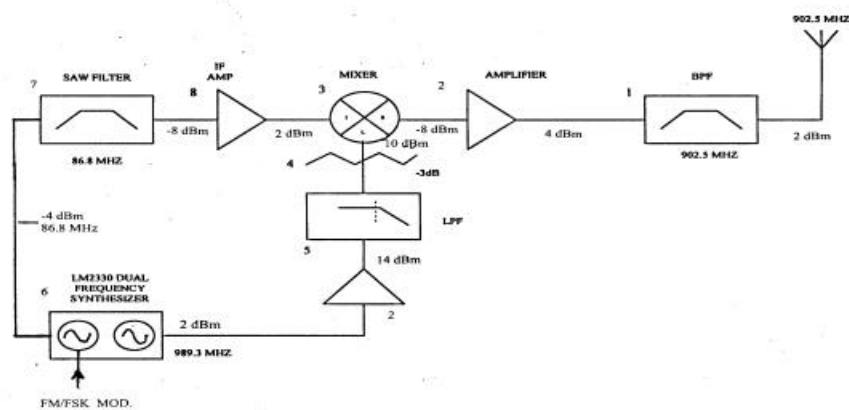 902.5 MHZ
IF
AMP
7
SAW FILTER
8
3
MIXER
2
AMPLIFIER
1
BPF
I
R
L
-8 dBm
2 dBm
-8 dBm
4 dBm
2 dBm
10 dBm
86.8 MHZ
4
-3dB
902.5 MHZ
LPF
-4 dBm
86.8 MHZ
5
14 dBm
LM2330 DUAL
FREQUENCY
SYNTHESIZER
6
2
2 dBm
989.3 MHZ
FM/FSK MOD.